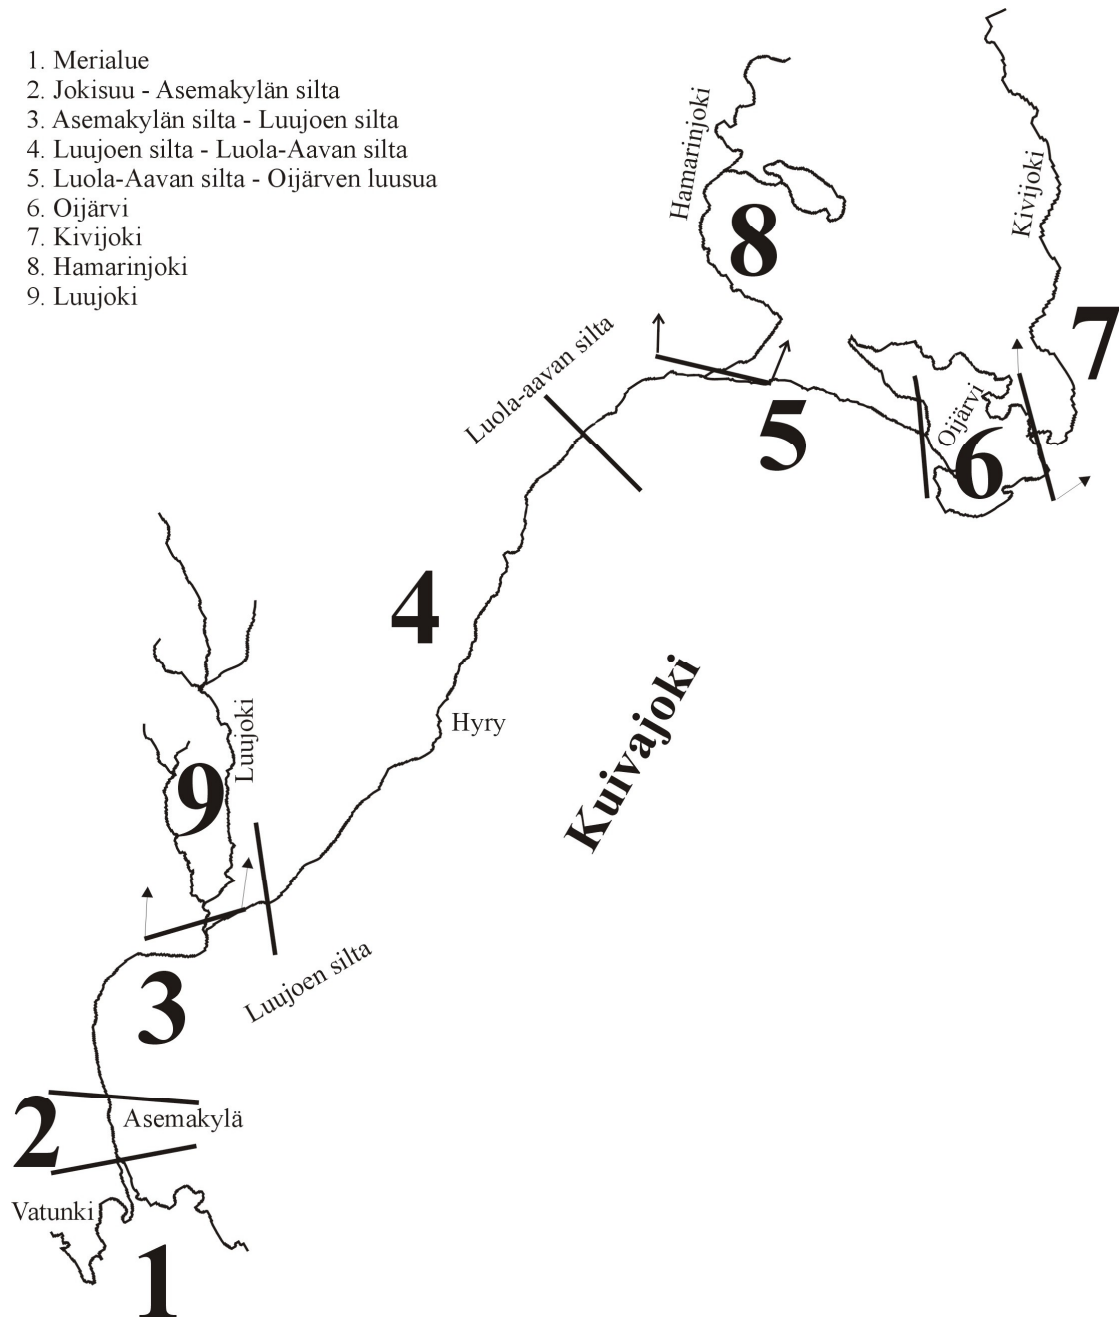 1. Merialue
2. Jokisuu - Asemakylän silta
3. Asemakylän silta - Luujoen silta
4. Luujoen silta - Luola-Aavan silta
5. Luola-Aavan silta - Oijärven luusua
6. Oijärvi
7. Kivijoki
8. Hamarinjoki
9. Luujoki
Hamarinjoki
Kivijoki
8
7
Luola-aavan silta
Oijärvi
5
6
4
Hyry
Kuivajoki
Luujoki
9
Luujoen silta
3
2
Asemakylä
Vatunki
1